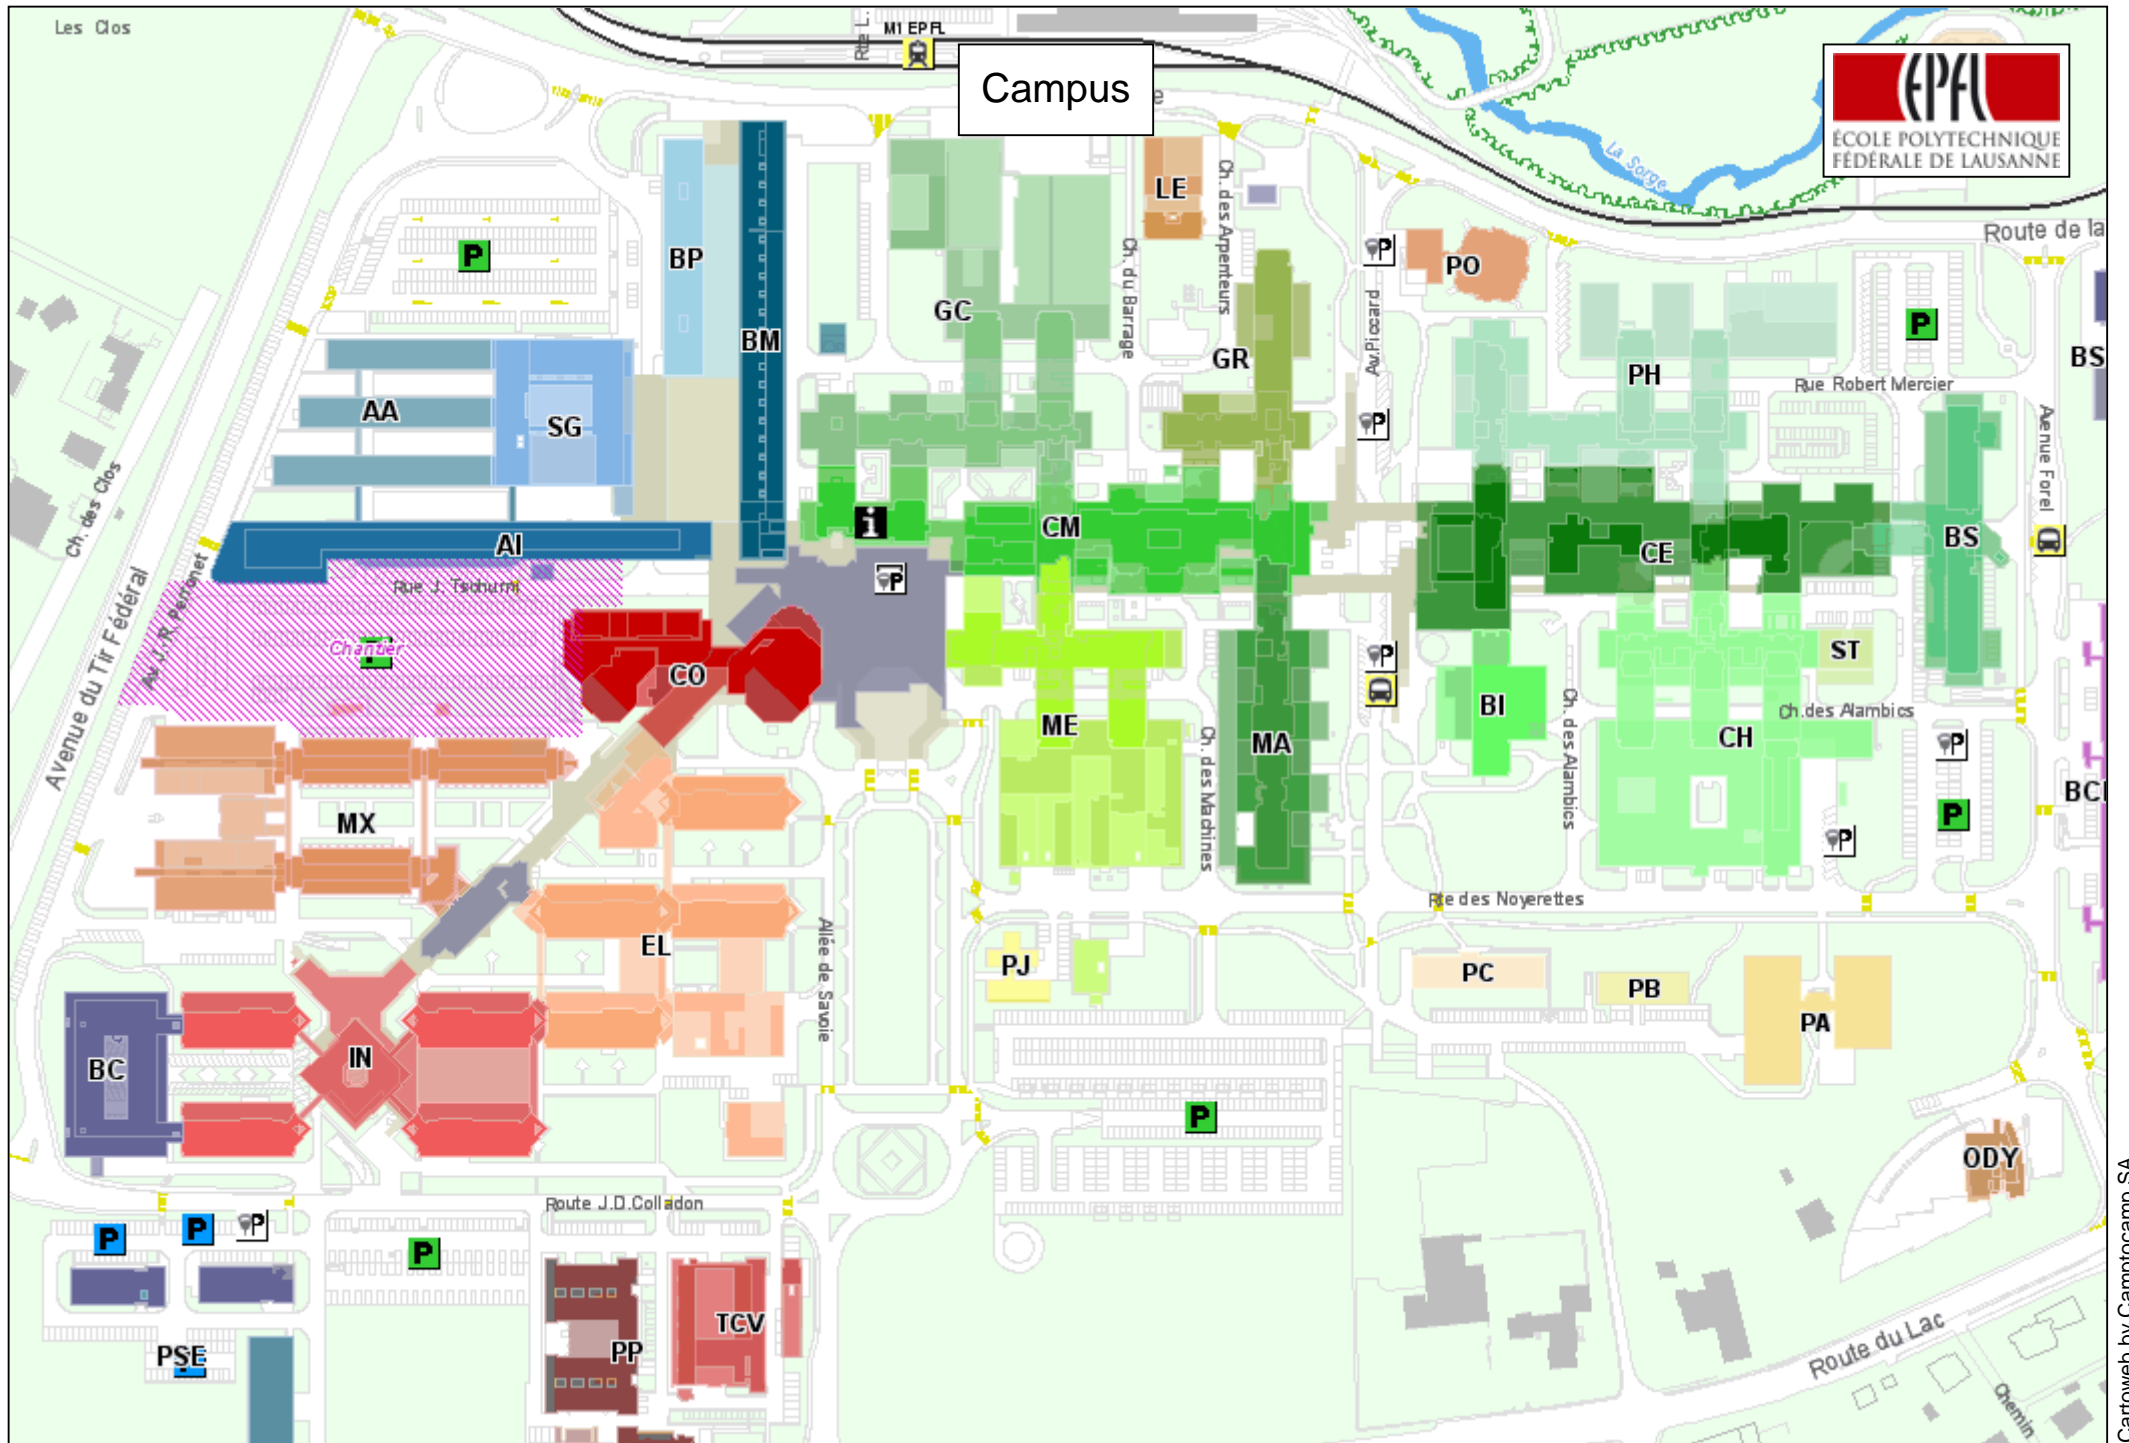 Les Clos
Rte L.
M1 EPFL
Campus
e
EPFL
ÉCOLE POLYTECHNIQUE
FÉDÉRALE DE LAUSANNE
La Sorge
Route de la
LE
Ch. des Arpenteurs
P
BP
BM
GC
Ch. du Barrage
P
PO
Av. Piccard
P
BS
GR
PH
Rue Robert Mercier
AA
SG
P
Avenue Forel
Ch. des Clos
AI
i
CM
CE
BS
Rue J. Tschumi
P
Av. J.R. Perronet
Avenue du Tir Fédéral
Chantier
P
CO
P
ST
BI
Ch. des Alambics
Ch.des Alambics
ME
MA
CH
P
Ch. des Machines
MX
BC
P
P
Rte des Noyerettes
EL
Allée de Savoie
PJ
PC
PB
PA
BC
IN
P
ODY
Route J.D.Colladon
P
P
P
P
PSE
PP
TCV
Route du Lac
Chemin
Cartoweb by Camptocamp SA